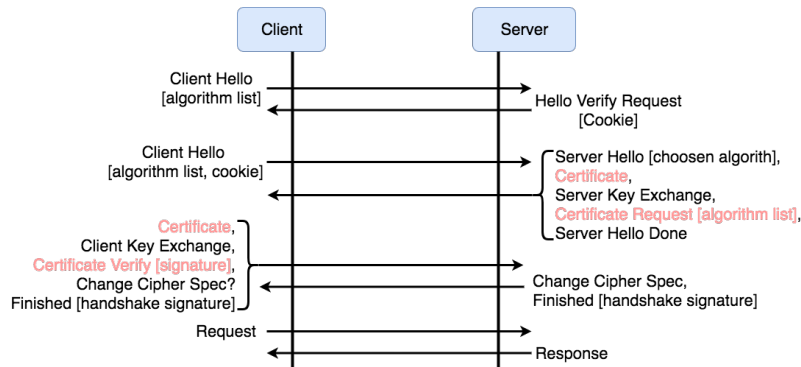 Client
Server
Client Hello
[algorithm list]
Hello Verify Request
[Cookie]
Client Hello
[algorithm list, cookie]
Server Hello [choosen algorith],
Certificate,
Server Key Exchange,
Certificate Request [algorithm list],
Server Hello Done
Certificate,
Client Key Exchange,
Certificate Verify [signature],
Change Cipher Spec?
Finished [handshake signature]
Change Cipher Spec,
Finished [handshake signature]
Request
Response